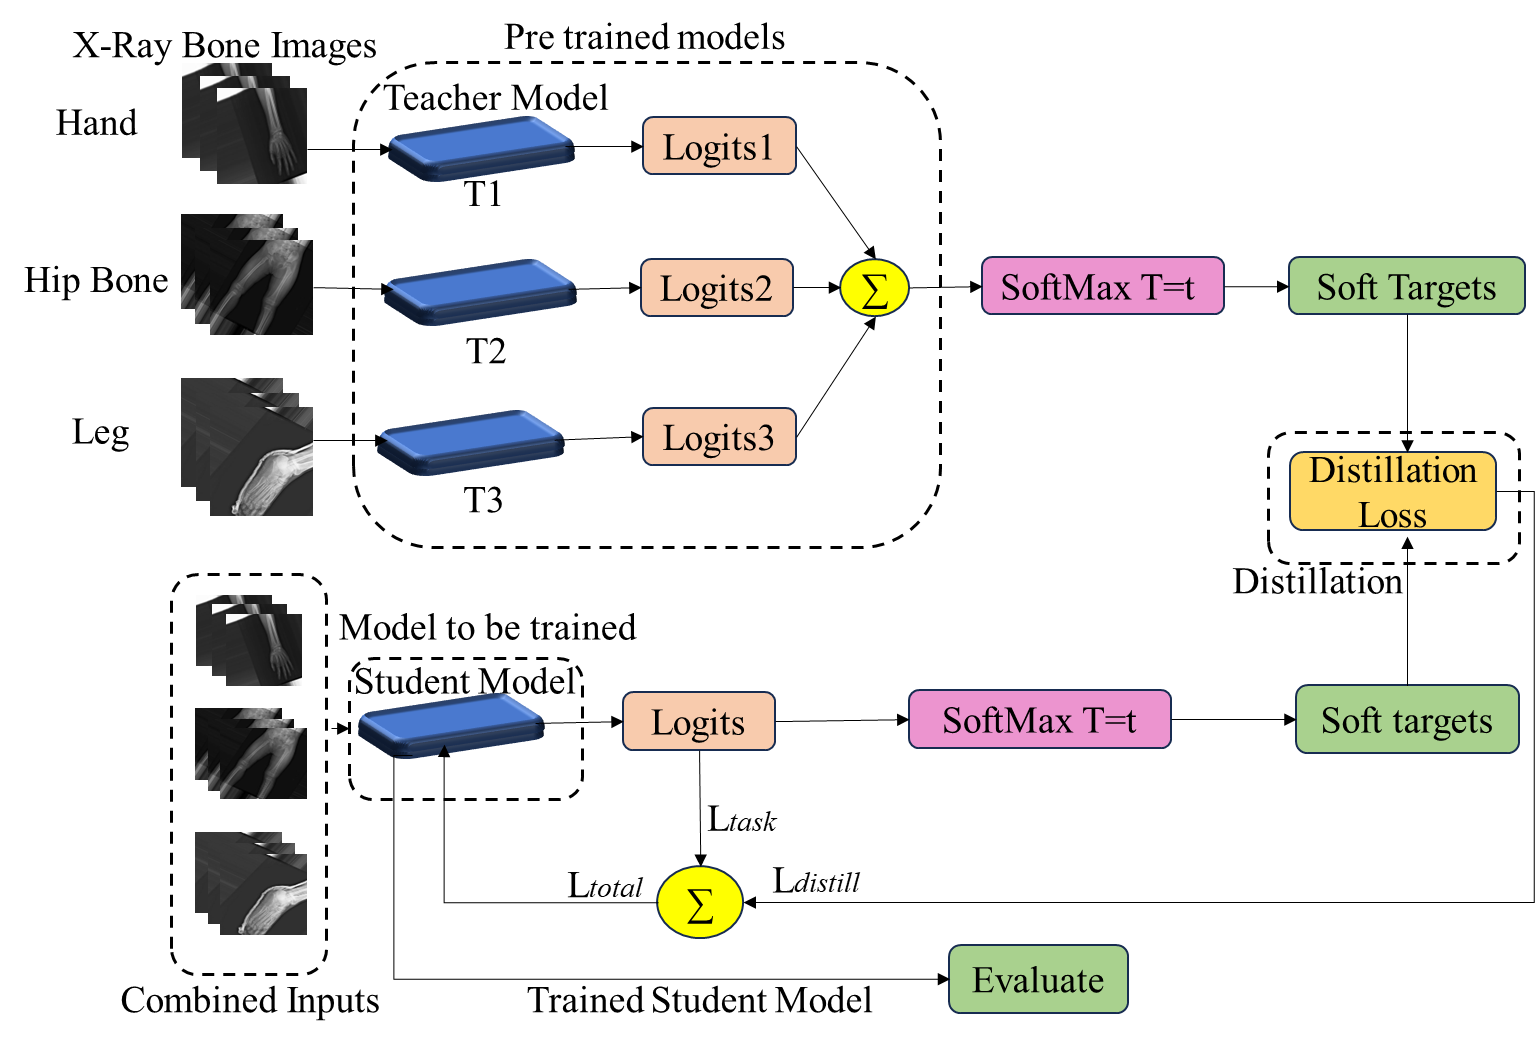 X-Ray Bone Images
Pre trained models
Hand
Teacher Model
Logits1
T1
Hip Bone
Logits2
∑
SoftMax T=t
Soft Targets
T2
Leg
Logits3
T3
Distillation
Loss
Distillation
Model to be trained
Student Model
Logits
SoftMax T=t
Soft targets
Ltask
Ltotal
∑
Ldistill
Combined Inputs
Trained Student Model
Evaluate